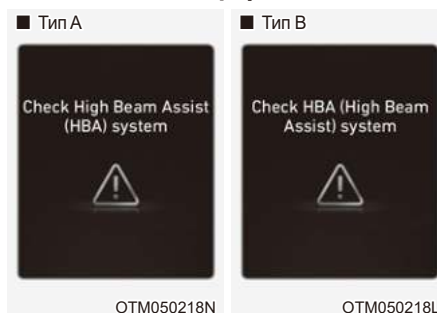 ■ Тип A
Check High Beam Assist
(HBA) system
OTM050218N
■ Тип B
Check HBA (High Beam
Assist) system
OTM050218L